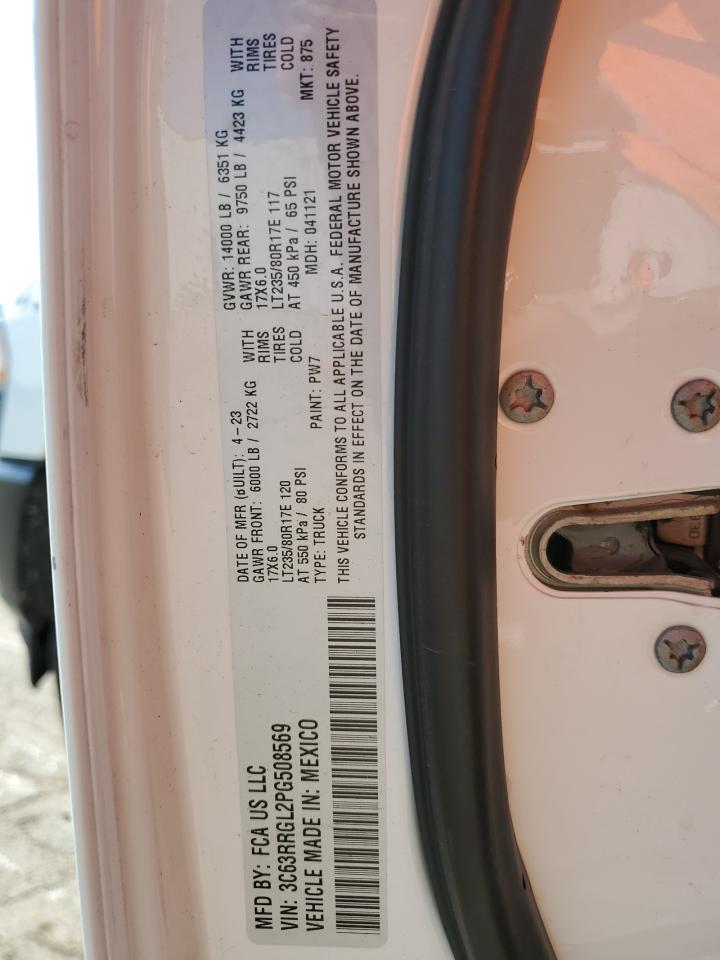 MFD BY: FCA US LLC
VIN: 3C63RRGL2PG508569
VEHICLE MADE IN: MEXICO
DATE OF MFR (BUILT): 4-23 GVWR: 14000 LB / 6351 KG
GAWR FRONT: 6000 LB / 2722 KG WITH GAWR REAR: 9750 LB / 4423 KG WITH
17X6.0 RIMS 17X6.0 RIMS
LT235/80R17E 120 TIRES LT235/80R17E 117 TIRES
AT 550 kPa / 80 PSI COLD AT 450 kPa / 65 PSI COLD
TYPE: TRUCK PAINT: PW7 MDH: 041121 MKT: 875
THIS VEHICLE CONFORMS TO ALL APPLICABLE U.S.A. FEDERAL MOTOR VEHICLE SAFETY
STANDARDS IN EFFECT ON THE DATE OF MANUFACTURE SHOWN ABOVE.